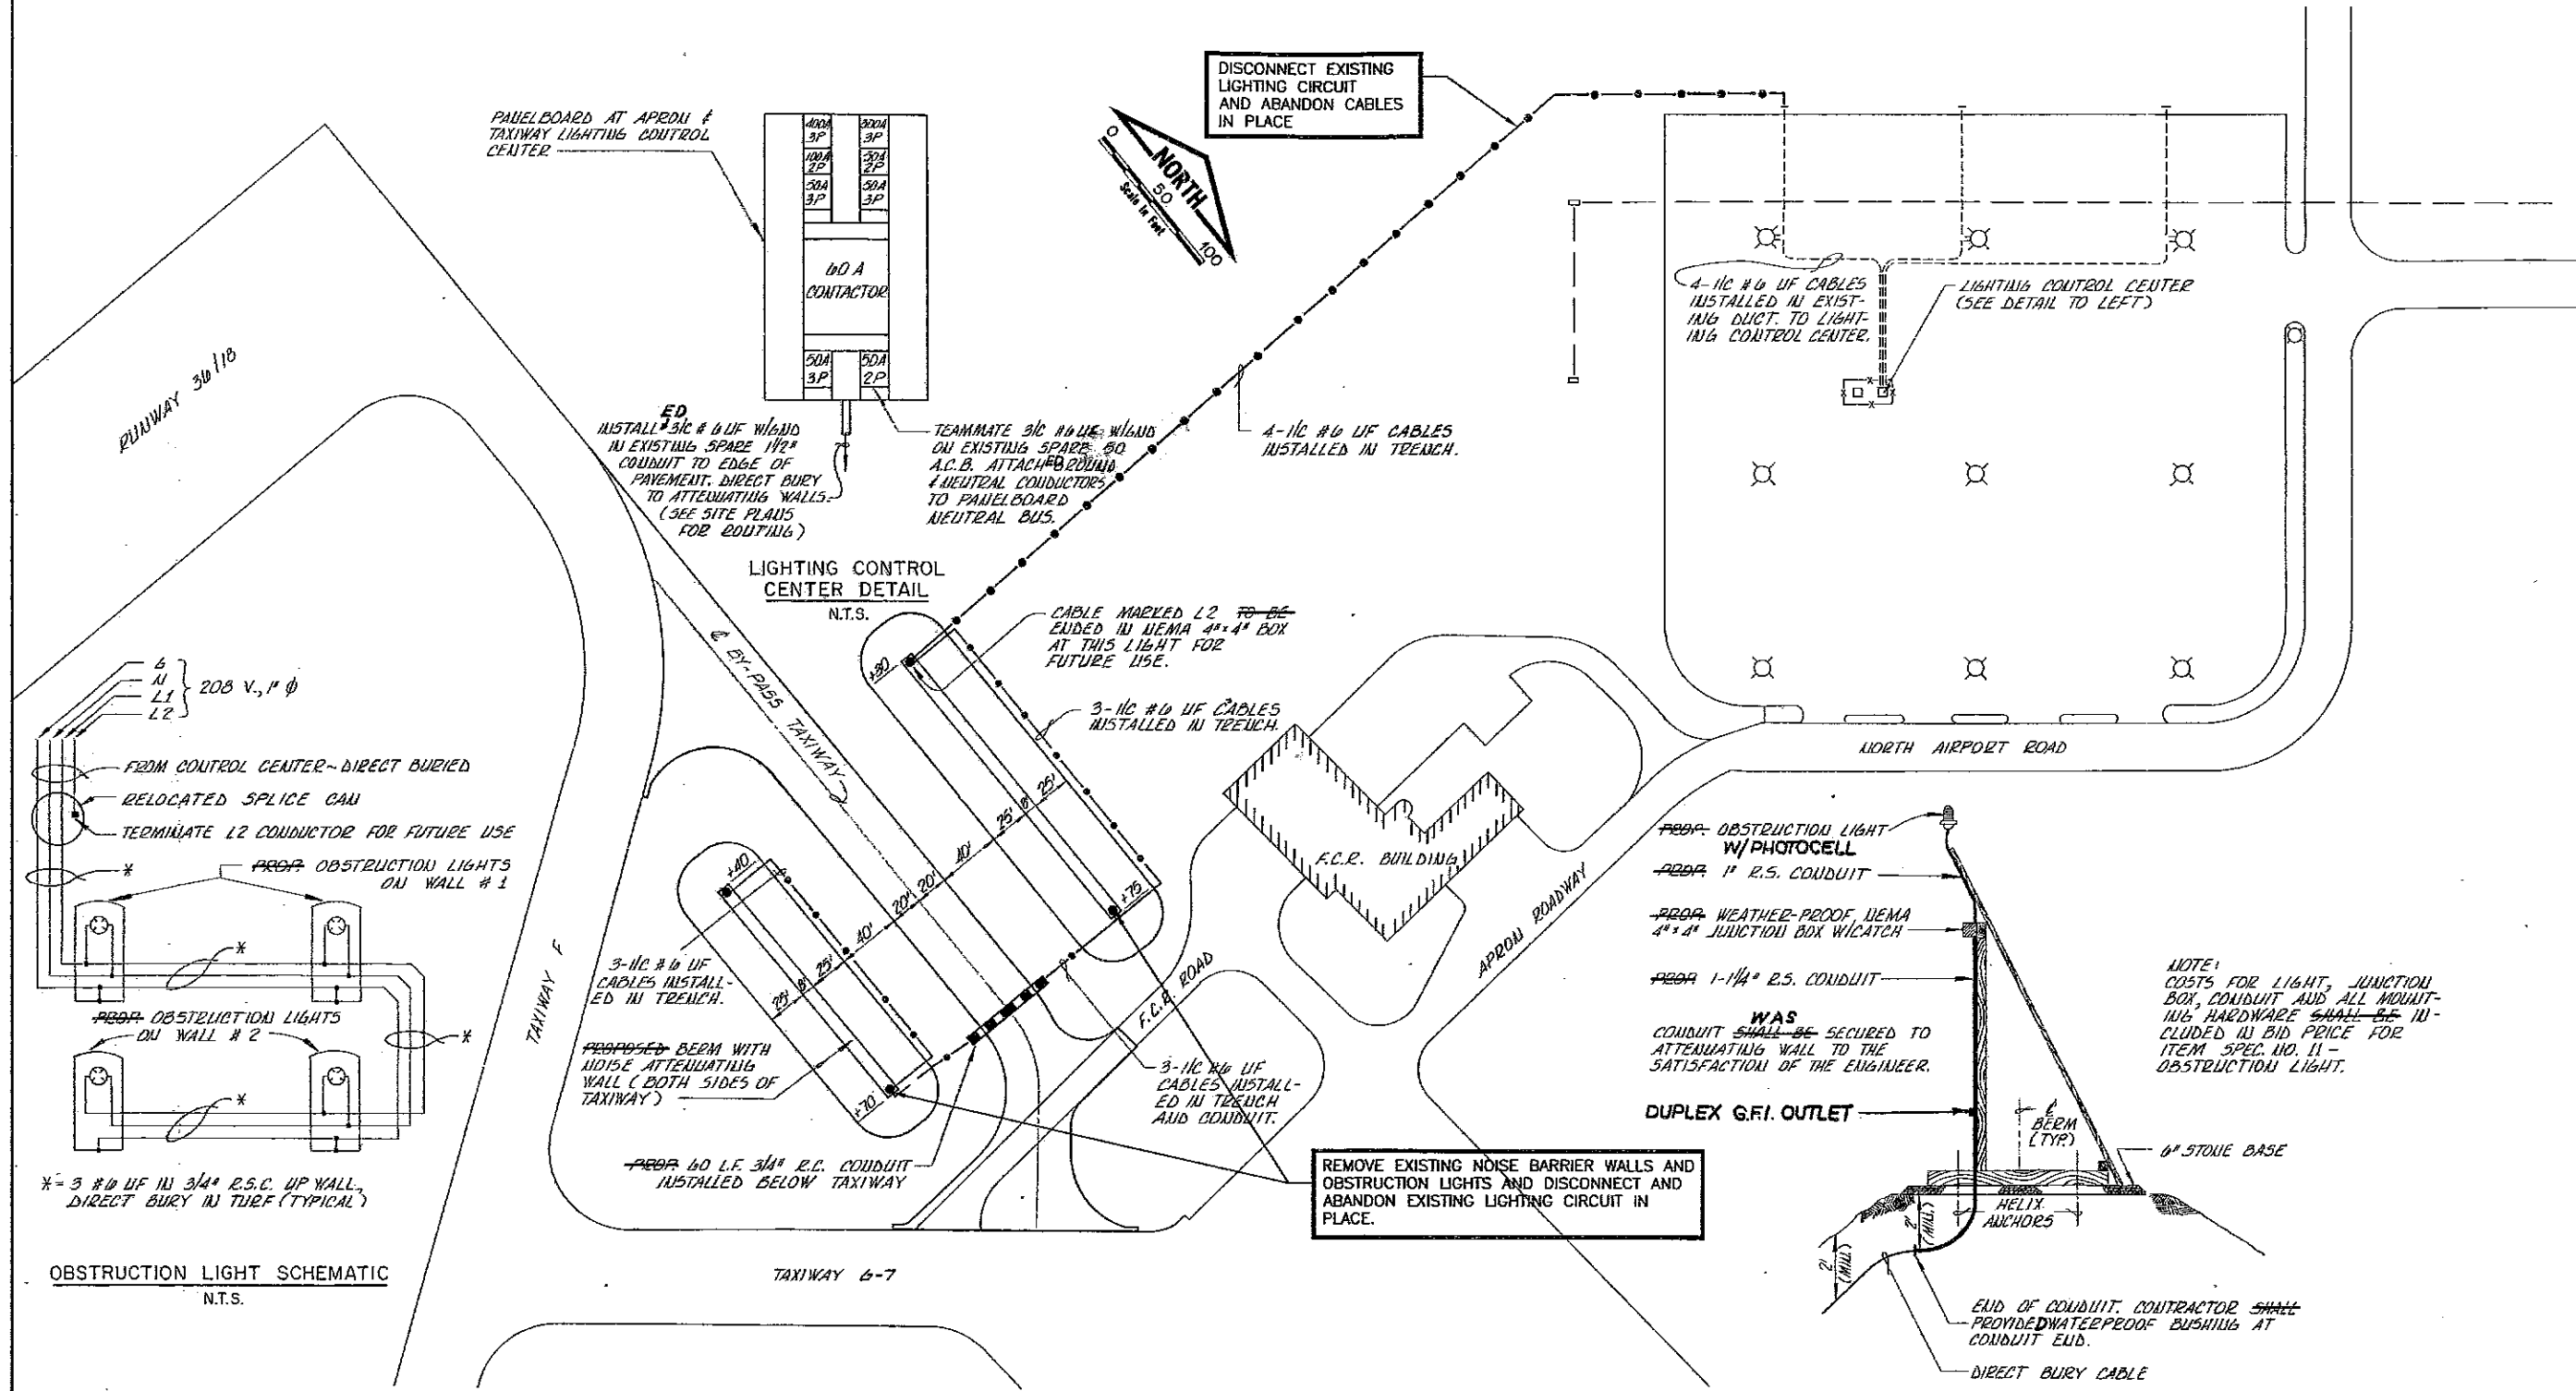 DISCONNECT EXISTING
LIGHTING CIRCUIT
AND ABANDON CABLES
IN PLACE
PANELBOARD AT APRON &
TAXIWAY LIGHTING CONTROL
CENTER
400A
3P
100A
2P
50A
3P
300A
3P
50A
2P
50A
3P
60 A
CONTACTOR
50A
3P
50A
2P
0
NORTH
50
Scale in Feet
100
RUNWAY 36/18
4-1/C #6 UF CABLES
INSTALLED IN EXIST-
ING DUCT. TO LIGHT-
ING CONTROL CENTER.
LIGHTING CONTROL CENTER
(SEE DETAIL TO LEFT)
ED
INSTALL 3/C #6 UF W/GND
IN EXISTING SPARE 1 1/2"
CONDUIT TO EDGE OF
PAVEMENT. DIRECT BURY
TO ATTENUATING WALLS.
(SEE SITE PLANS
FOR ROUTING)
TEAMMATE 3/C #6 UF W/GND
ON EXISTING SPARE 50
A.C.B. ATTACHED GROUND
& NEUTRAL CONDUCTORS
TO PANELBOARD
NEUTRAL BUS.
4-1/C #6 UF CABLES
INSTALLED IN TRENCH.
LIGHTING CONTROL
CENTER DETAIL
N.T.S.
CABLE MARKED L2 TO BE
ENDED IN NEMA 4"x4" BOX
AT THIS LIGHT FOR
FUTURE USE.
3-1/C #6 UF CABLES
INSTALLED IN TRENCH.
+80
℄ BY-PASS TAXIWAY
G
N
L1
L2
208 V., 1" φ
FROM CONTROL CENTER~DIRECT BURIED
RELOCATED SPLICE CAN
TERMINATE L2 CONDUCTOR FOR FUTURE USE
*
PROP. OBSTRUCTION LIGHTS
ON WALL #1
*
PROP. OBSTRUCTION LIGHTS
ON WALL #2
*
*
*= 3 #6 UF IN 3/4" R.S.C. UP WALL,
DIRECT BURY IN TURF (TYPICAL)
OBSTRUCTION LIGHT SCHEMATIC
N.T.S.
TAXIWAY F
+40
25' 8' 25' 40' 20' 20' 40' 25' 8' 25'
+75
+70
3-1/C #6 UF
CABLES INSTALL-
ED IN TRENCH.
PROPOSED BERM WITH
NOISE ATTENUATING
WALL (BOTH SIDES OF
TAXIWAY)
PROP. 60 L.F. 3/4" R.C. CONDUIT
INSTALLED BELOW TAXIWAY
3-1/C #6 UF
CABLES INSTALL-
ED IN TRENCH
AND CONDUIT.
F.C.R. BUILDING
F.C.R. ROAD
APRON ROADWAY
NORTH AIRPORT ROAD
TAXIWAY 6-7
REMOVE EXISTING NOISE BARRIER WALLS AND
OBSTRUCTION LIGHTS AND DISCONNECT AND
ABANDON EXISTING LIGHTING CIRCUIT IN
PLACE.
PROP. OBSTRUCTION LIGHT
W/PHOTOCELL
PROP. 1" R.S. CONDUIT
PROP. WEATHER-PROOF, NEMA
4"x4" JUNCTION BOX W/CATCH
PROP. 1-1/4" R.S. CONDUIT
WAS
CONDUIT SHALL BE SECURED TO
ATTENUATING WALL TO THE
SATISFACTION OF THE ENGINEER.
DUPLEX G.F.I. OUTLET
NOTE:
COSTS FOR LIGHT, JUNCTION
BOX, CONDUIT AND ALL MOUNT-
ING HARDWARE SHALL BE IN-
CLUDED IN BID PRICE FOR
ITEM SPEC. NO. 11 –
OBSTRUCTION LIGHT.
℄
BERM
(TYP.)
6" STONE BASE
HELIX
ANCHORS
2'
(MIN.)
2'
(MIN.)
END OF CONDUIT. CONTRACTOR SHALL
PROVIDED WATERPROOF BUSHING AT
CONDUIT END.
DIRECT BURY CABLE